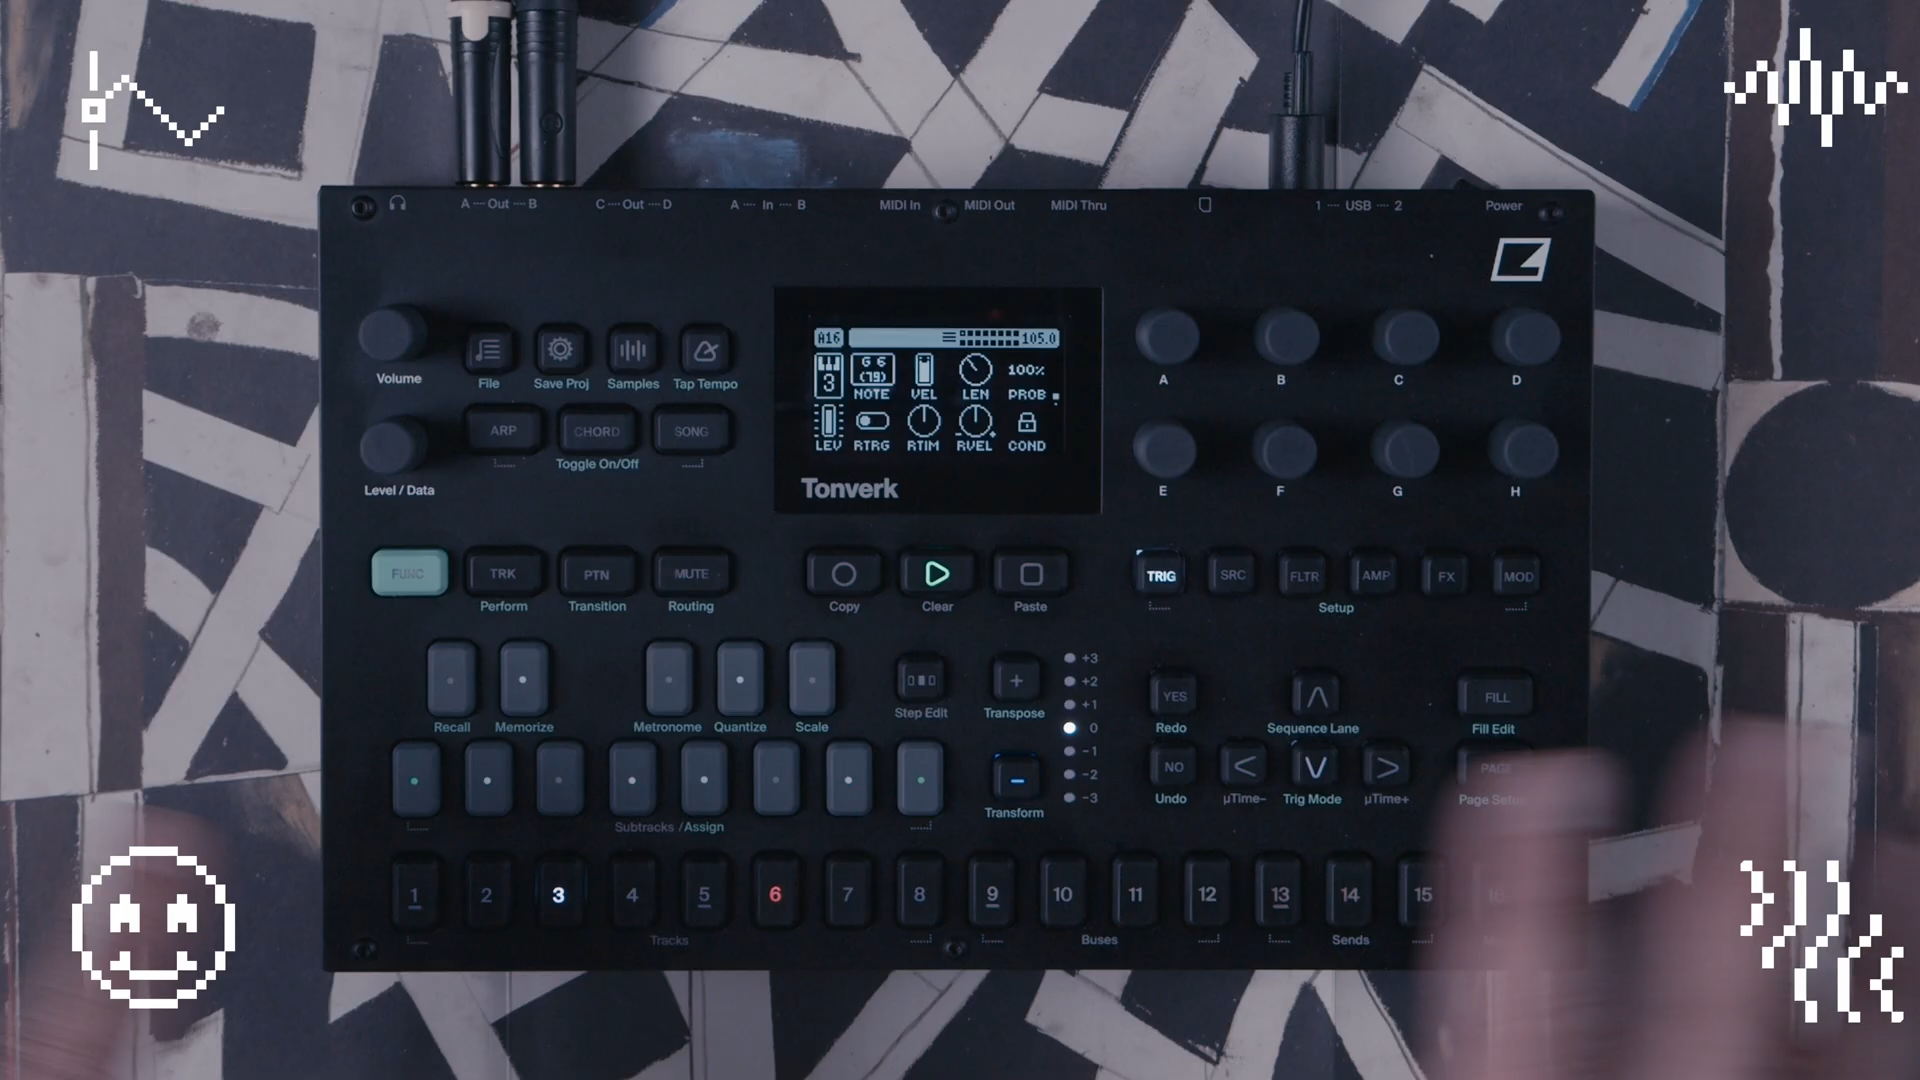 A Out B
C Out D
A In B
MIDI In
MIDI Out
MIDI Thru
1 USB 2
Power
Volume
File
Save Proj
Samples
Tap Tempo
A16
105.0
3
G 6
(79)
100%
NOTE
VEL
LEN
PROB
LEV
RTRG
RTIM
RVEL
COND
Tonverk
A
B
C
D
ARP
CHORD
SONG
Toggle On/Off
Level / Data
E
F
G
H
FUNC
TRK
PTN
MUTE
Perform
Transition
Routing
Copy
Clear
Paste
TRIG
SRC
FLTR
AMP
FX
MOD
Setup
Recall
Memorize
Metronome
Quantize
Scale
Step Edit
+
Transpose
+3
+2
+1
0
−1
−2
−3
YES
Redo
Sequence Lane
FILL
Fill Edit
Subtracks / Assign
−
Transform
NO
Undo
<
µTime−
Trig Mode
>
µTime+
PAGE
1
2
3
4
5
6
7
8
9
10
11
12
13
14
15
Tracks
Buses
Sends